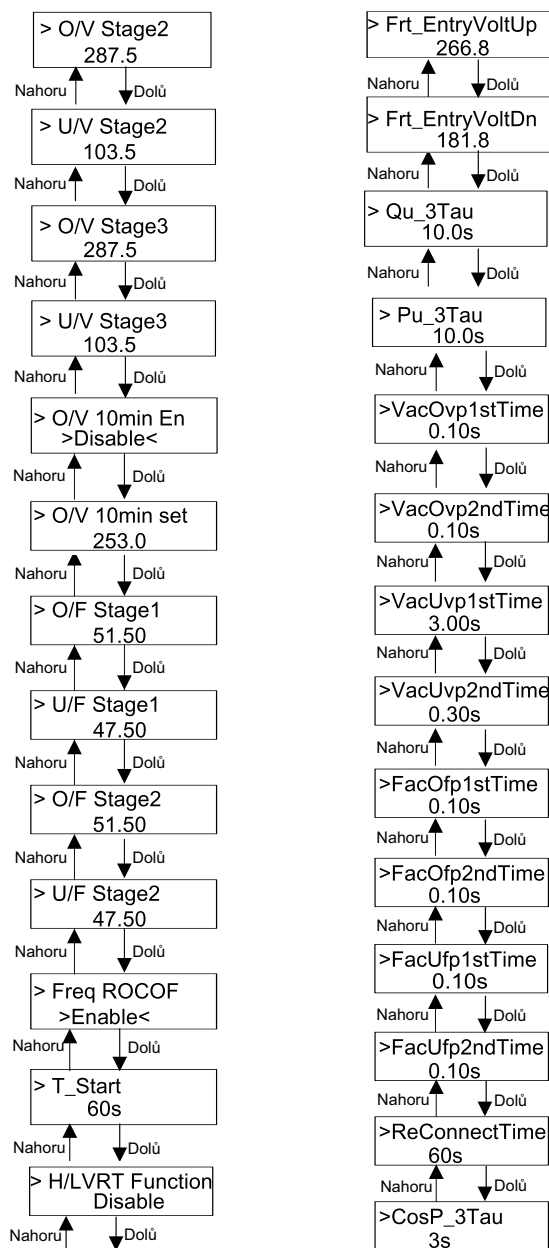 > O/V Stage2
287.5
Nahoru Dolů
> U/V Stage2
103.5
Nahoru Dolů
> O/V Stage3
287.5
Nahoru Dolů
> U/V Stage3
103.5
Nahoru Dolů
> O/V 10min En
>Disable<
Nahoru Dolů
> O/V 10min set
253.0
Nahoru Dolů
> O/F Stage1
51.50
Nahoru Dolů
> U/F Stage1
47.50
Nahoru Dolů
> O/F Stage2
51.50
Nahoru Dolů
> U/F Stage2
47.50
Nahoru Dolů
> Freq ROCOF
>Enable<
Nahoru Dolů
> T_Start
60s
Nahoru Dolů
> H/LVRT Function
Disable
Nahoru Dolů
> Frt_EntryVoltUp
266.8
Nahoru Dolů
> Frt_EntryVoltDn
181.8
Nahoru Dolů
> Qu_3Tau
10.0s
Nahoru Dolů
> Pu_3Tau
10.0s
Nahoru Dolů
>VacOvp1stTime
0.10s
Nahoru Dolů
>VacOvp2ndTime
0.10s
Nahoru Dolů
>VacUvp1stTime
3.00s
Nahoru Dolů
>VacUvp2ndTime
0.30s
Nahoru Dolů
>FacOfp1stTime
0.10s
Nahoru Dolů
>FacOfp2ndTime
0.10s
Nahoru Dolů
>FacUfp1stTime
0.10s
Nahoru Dolů
>FacUfp2ndTime
0.10s
Nahoru Dolů
>ReConnectTime
60s
Nahoru Dolů
>CosP_3Tau
3s